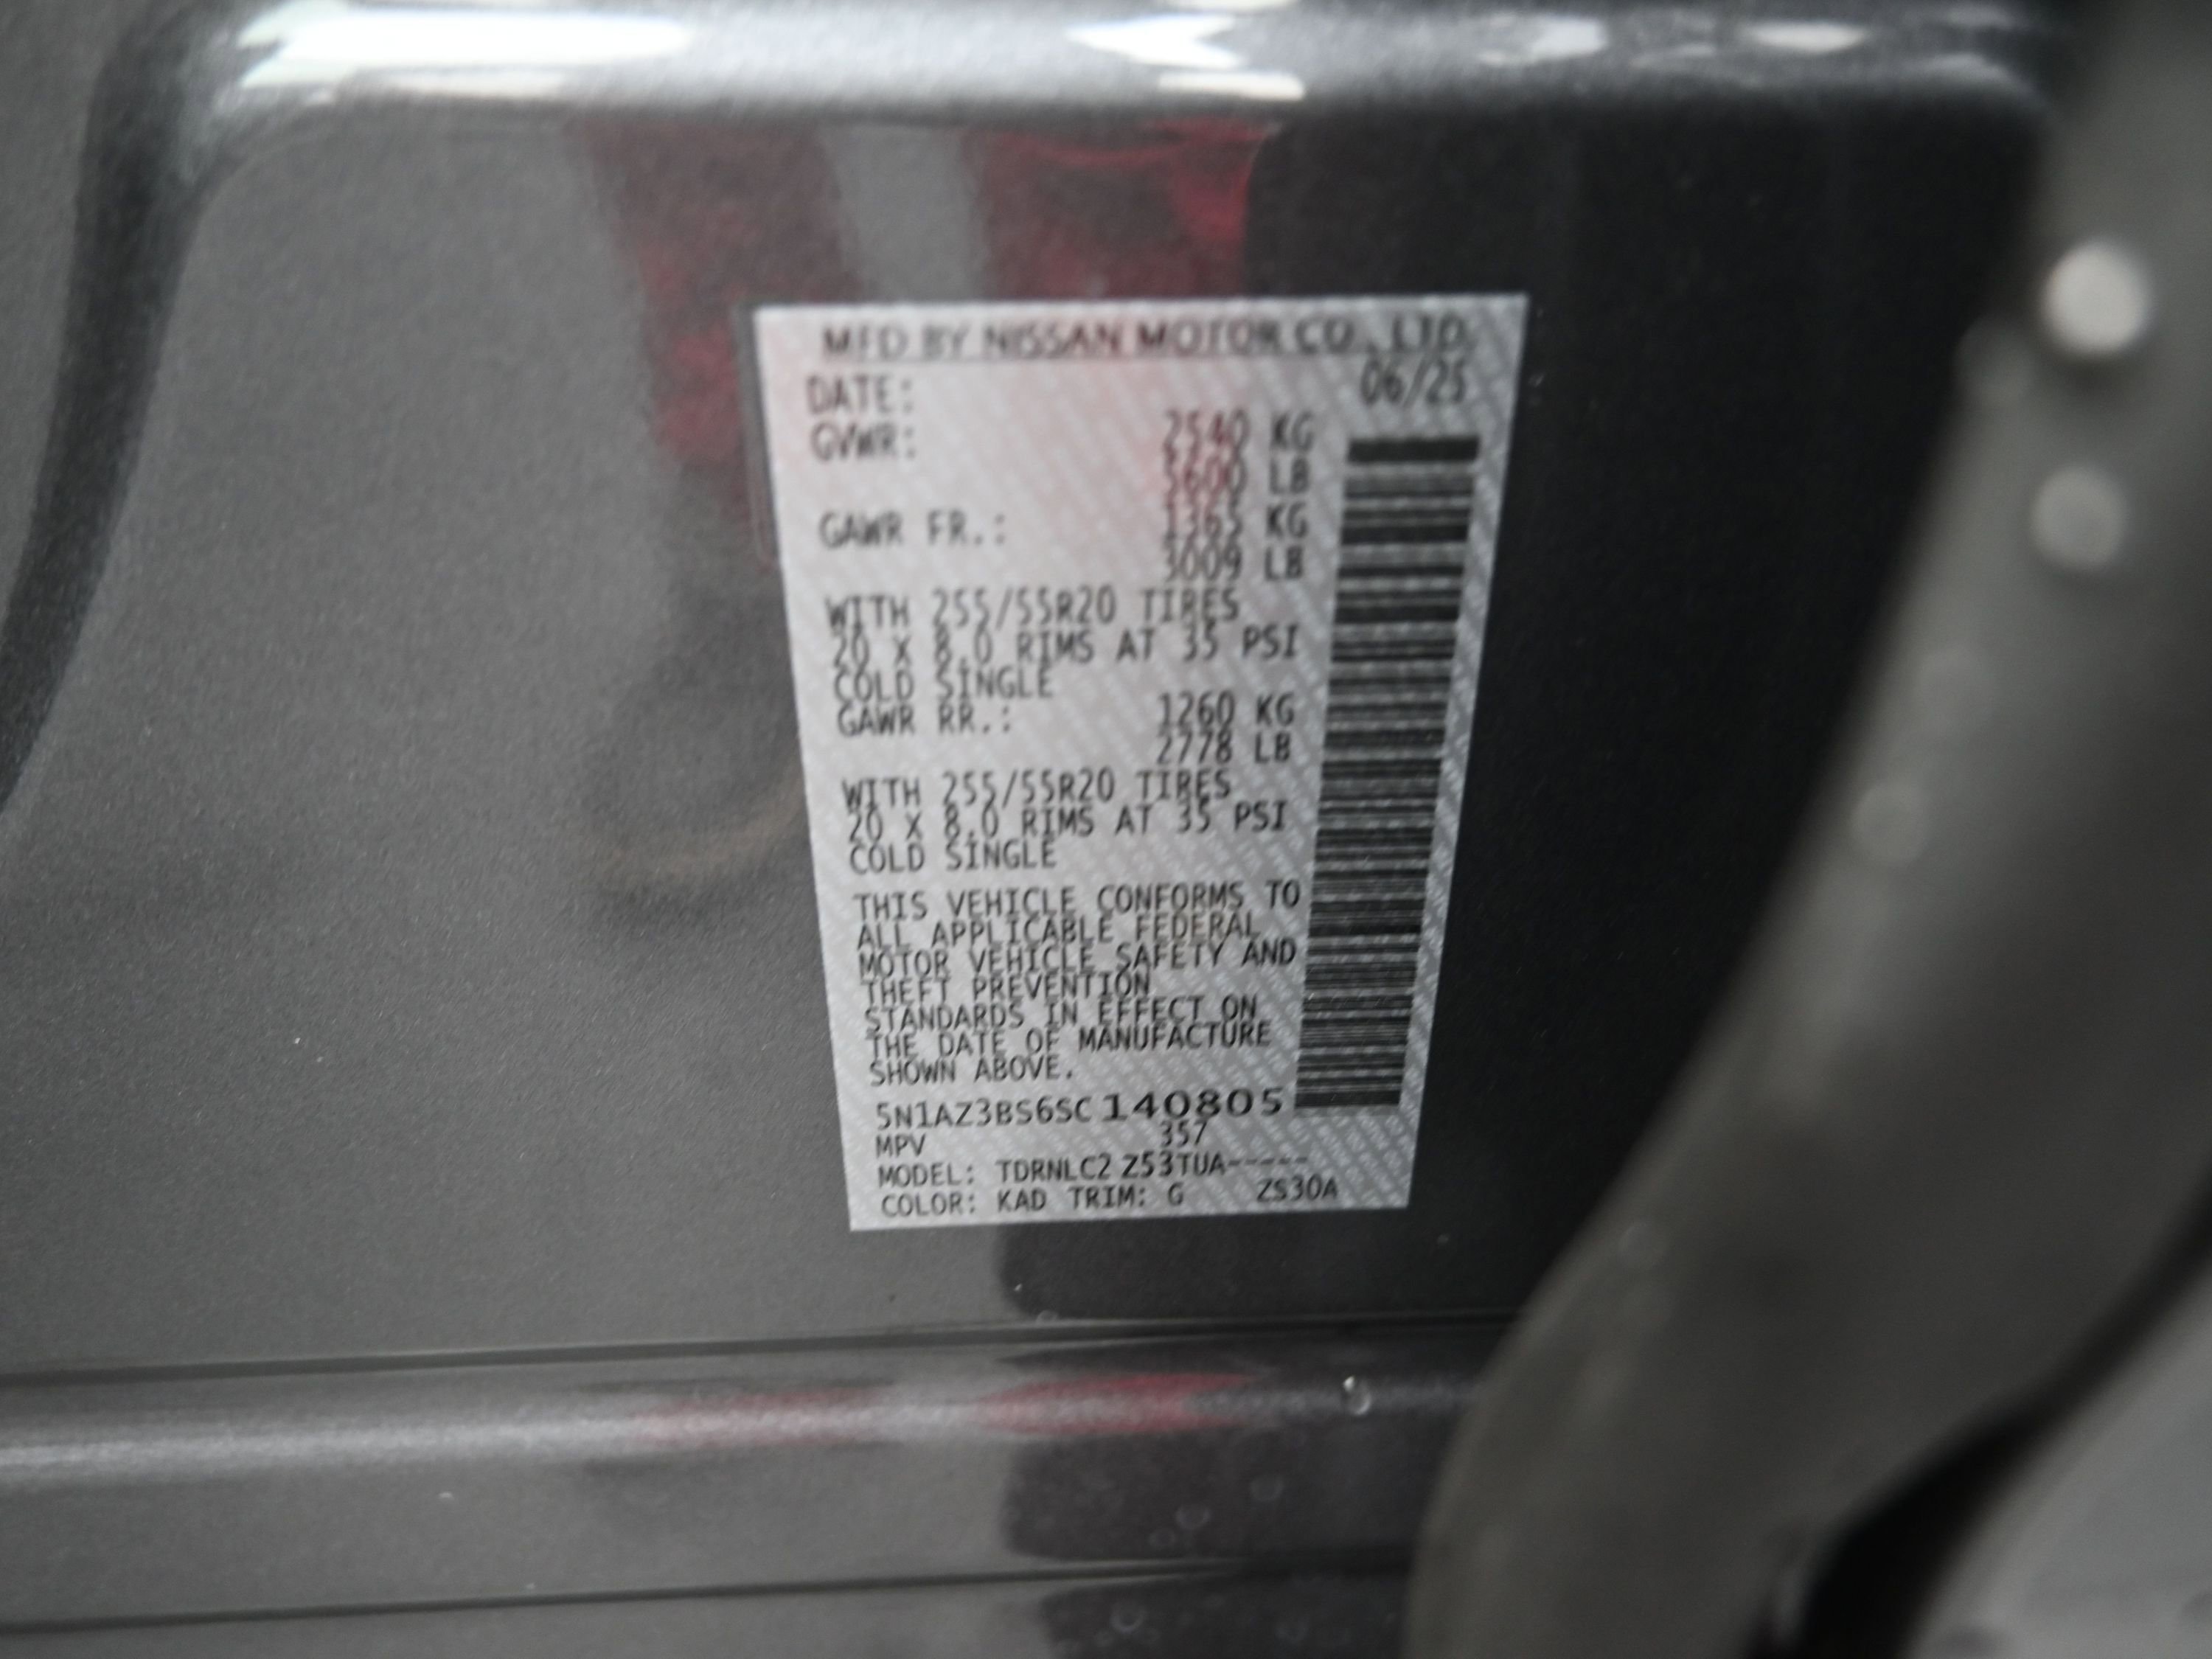 MFD BY NISSAN MOTOR CO., LTD.
DATE: 06/25
GVWR: 2540 KG
5600 LB
GAWR FR.: 1365 KG
3009 LB
WITH 255/55R20 TIRES
20 X 8.0 RIMS AT 35 PSI
COLD SINGLE
GAWR RR.: 1260 KG
2778 LB
WITH 255/55R20 TIRES
20 X 8.0 RIMS AT 35 PSI
COLD SINGLE
THIS VEHICLE CONFORMS TO
ALL APPLICABLE FEDERAL
MOTOR VEHICLE SAFETY AND
THEFT PREVENTION
STANDARDS IN EFFECT ON
THE DATE OF MANUFACTURE
SHOWN ABOVE.
5N1AZ3BS6SC140805
MPV 357
MODEL: TDRNLC2 Z53TUA-----
COLOR: KAD TRIM: G ZS30A